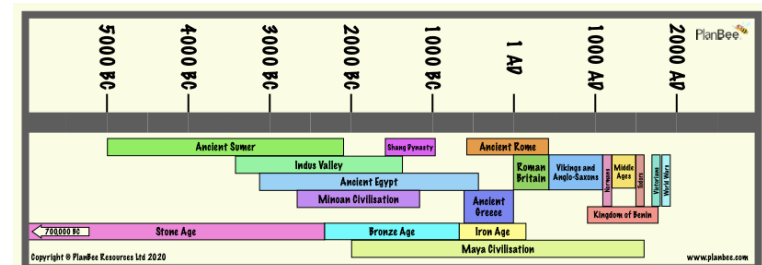 5000 BC
4000 BC
3000 BC
2000 BC
1000 BC
1 AD
1000 AD
2000 AD
PlanBee
Ancient Sumer
Shang Dynasty
Ancient Rome
Indus Valley
Roman
Britain
Vikings and
Anglo-Saxons
Normans
Middle
Ages
Victorians
World Wars
Ancient Egypt
Minoan Civilisation
Ancient
Greece
Kingdom of Benin
700,000 BC
Stone Age
Bronze Age
Iron Age
Maya Civilisation
Copyright © PlanBee Resources Ltd 2020
www.planbee.com